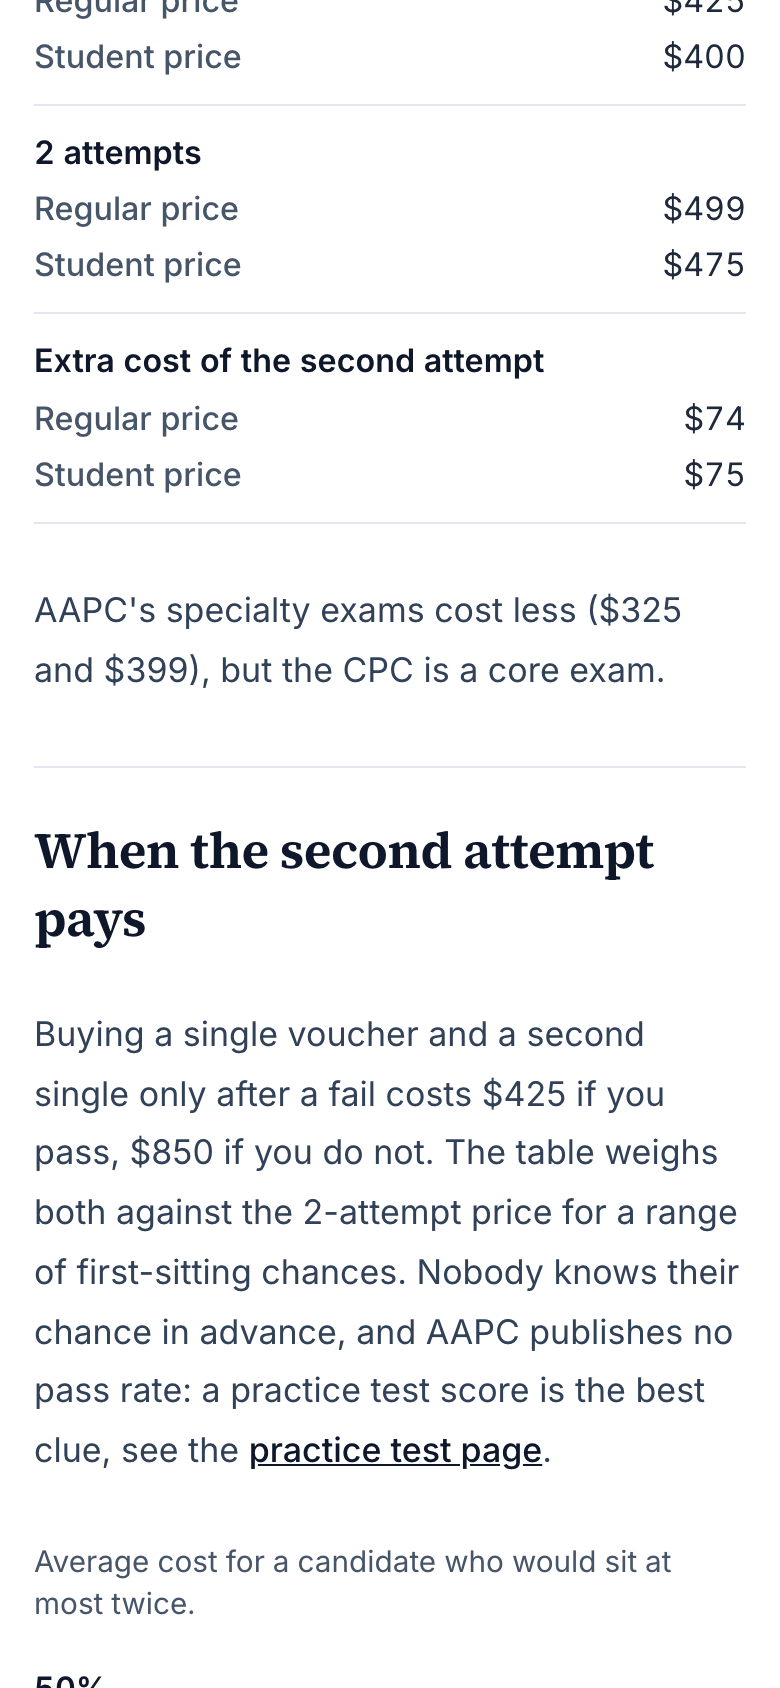 Regular price $425
Student price $400
2 attempts
Regular price $499
Student price $475
Extra cost of the second attempt
Regular price $74
Student price $75
AAPC's specialty exams cost less ($325
and $399), but the CPC is a core exam.
When the second attempt
pays
Buying a single voucher and a second
single only after a fail costs $425 if you
pass, $850 if you do not. The table weighs
both against the 2-attempt price for a range
of first-sitting chances. Nobody knows their
chance in advance, and AAPC publishes no
pass rate: a practice test score is the best
clue, see the practice test page.
Average cost for a candidate who would sit at
most twice.
50%